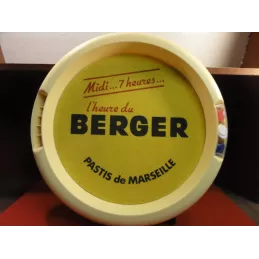 Midi...7 heures...
l'heure du
BERGER
PASTIS de MARSEILLE